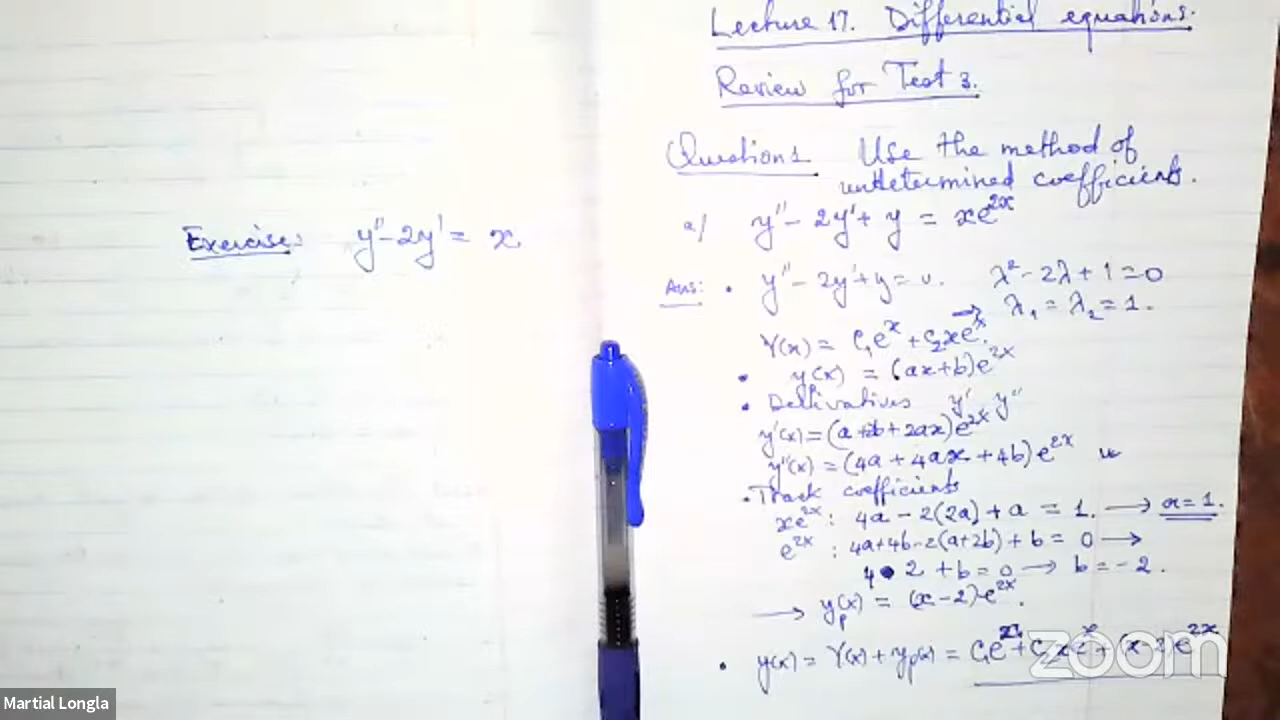 Exercise: y'' - 2y' = x
Lecture 17. Differential equations.
Review for Test 3.
Question 1. Use the method of
undetermined coefficients.
a/ y'' - 2y' + y = xe^{2x}
Ans: • y'' - 2y' + y = 0. λ² - 2λ + 1 = 0
→ λ₁ = λ₂ = 1.
Y(x) = C₁e^x + C₂xe^x.
• y(x) = (ax+b)e^{2x}
• Derivatives y' y''
y'(x) = (a+2b+2ax)e^{2x}
y''(x) = (4a + 4ax + 4b)e^{2x}
• Track coefficients
xe^{2x} : 4a - 2(2a) + a = 1. → a = 1.
e^{2x} : 4a+4b-2(a+2b) + b = 0 →
2 + b = 0 → b = -2.
→ y_p(x) = (x-2)e^{2x}.
• y(x) = Y(x) + y_p(x) = C₁e^x + C₂xe^x + (x-2)e^{2x}
zoom
Martial Longla